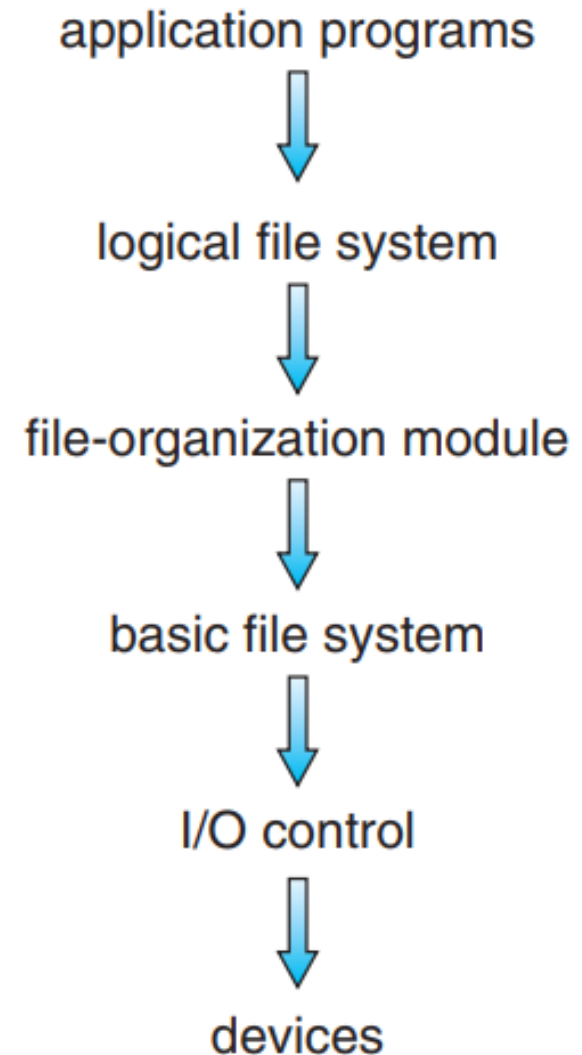 application programs
logical file system
file-organization module
basic file system
I/O control
devices